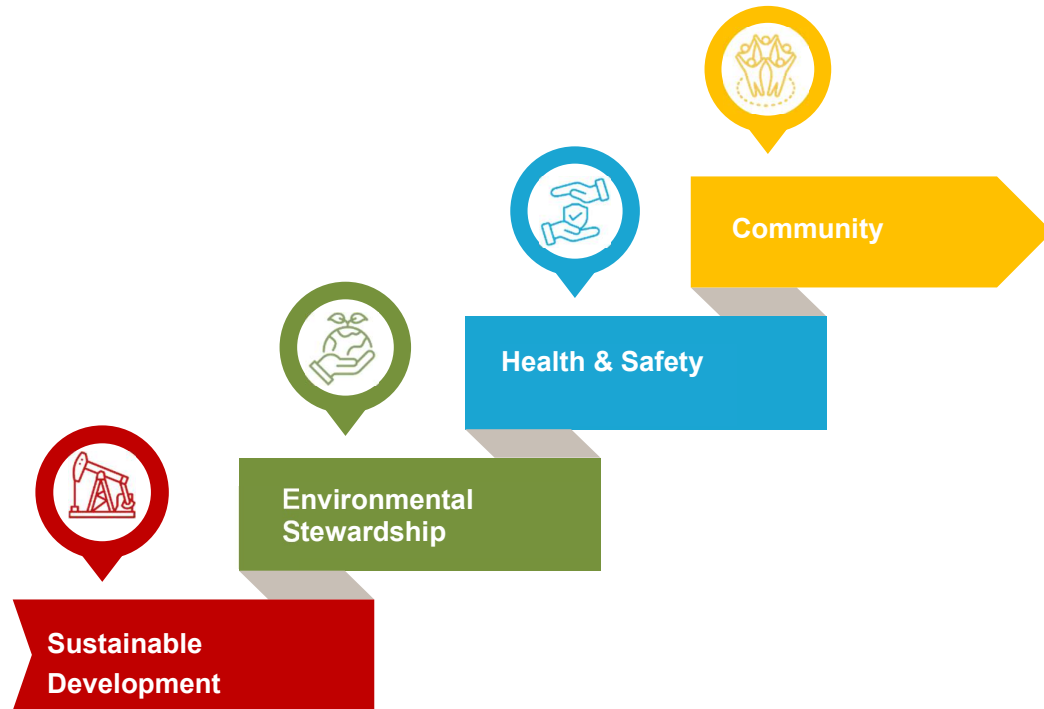 Community
Health & Safety
Environmental
Stewardship
Sustainable
Development